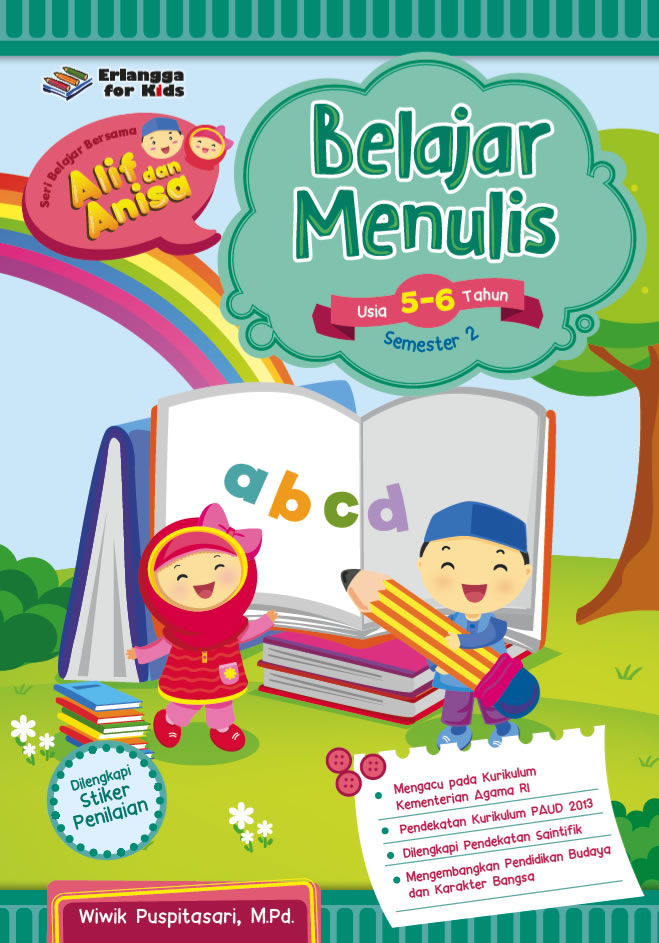 Erlangga
for Kids
Seri Belajar Bersama
Alif dan
Anisa
Belajar
Menulis
Usia 5-6 Tahun
Semester 2
a b c d
Dilengkapi
Stiker
Penilaian
Mengacu pada Kurikulum
Kementerian Agama RI
Pendekatan Kurikulum PAUD 2013
Dilengkapi Pendekatan Saintifik
Mengembangkan Pendidikan Budaya
dan Karakter Bangsa
Wiwik Puspitasari, M.Pd.